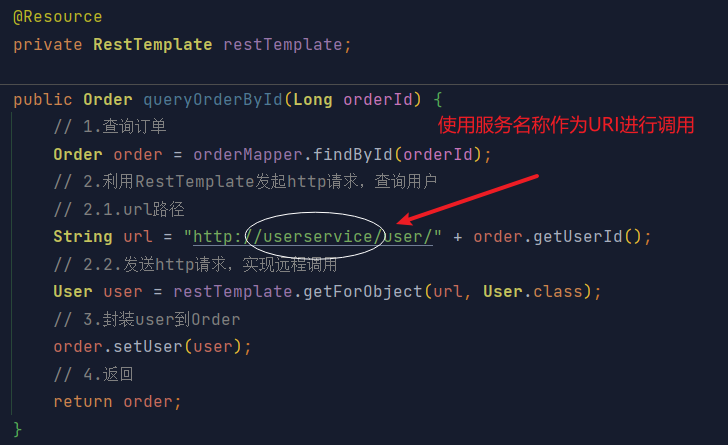 @Resource
private RestTemplate restTemplate;
public Order queryOrderById(Long orderId) {
// 1.查询订单
使用服务名称作为URI进行调用
Order order = orderMapper.findById(orderId);
// 2.利用RestTemplate发起http请求，查询用户
// 2.1.url路径
String url = "http://userservice/user/" + order.getUserId();
// 2.2.发送http请求，实现远程调用
User user = restTemplate.getForObject(url, User.class);
// 3.封装user到Order
order.setUser(user);
// 4.返回
return order;
}